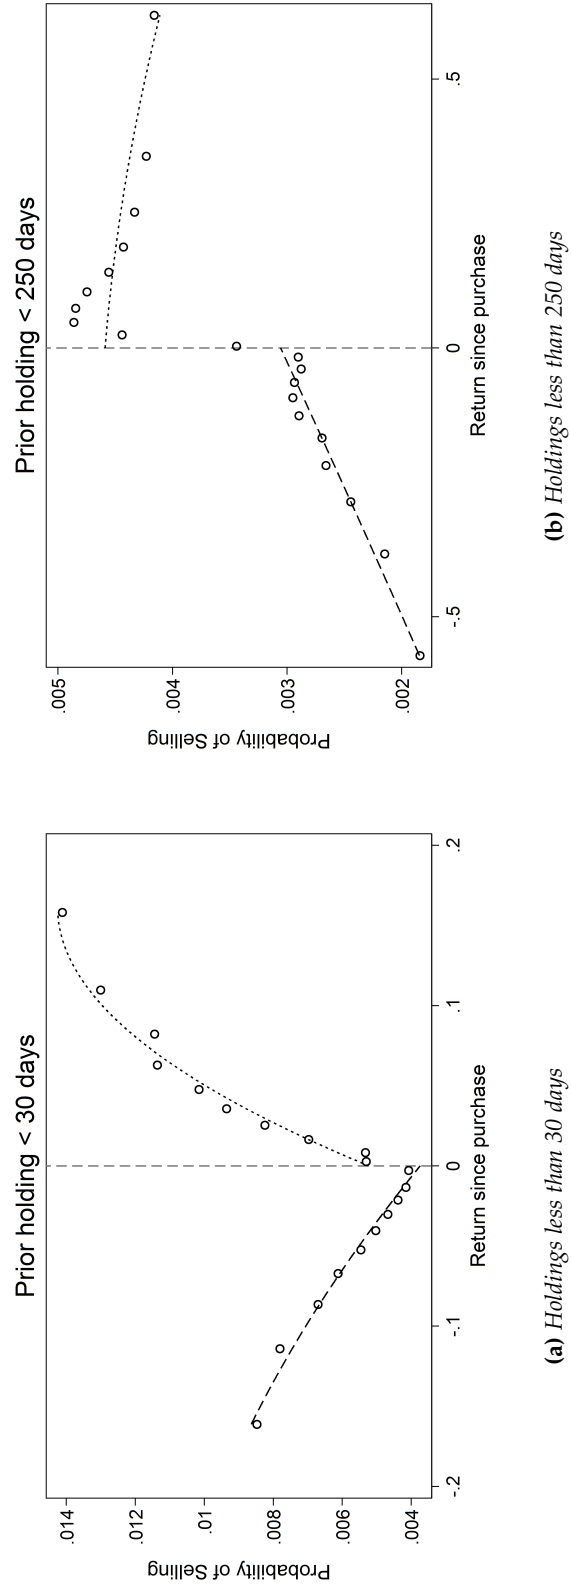 Prior holding < 30 days
Probability of Selling
.014
.012
.01
.008
.006
.004
-.2
-.1
0
.1
.2
Return since purchase
(a) Holdings less than 30 days
Prior holding < 250 days
Probability of Selling
.005
.004
.003
.002
-.5
0
.5
Return since purchase
(b) Holdings less than 250 days